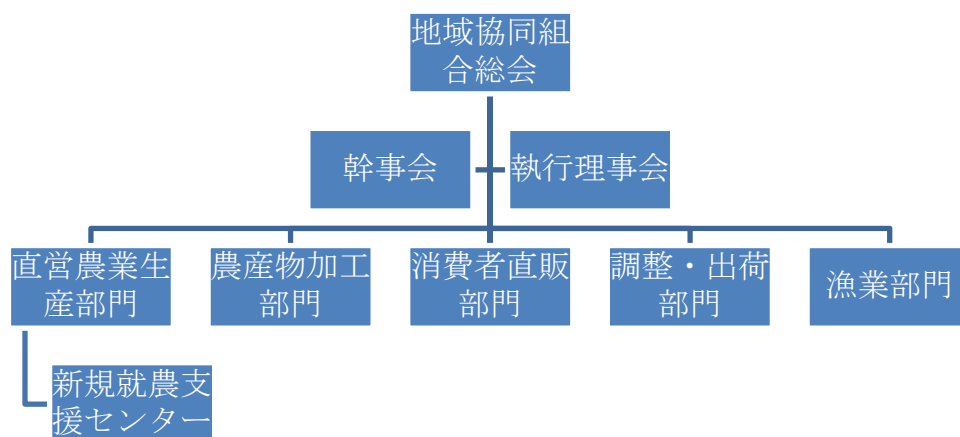 地域協同組
合総会
幹事会
執行理事会
直営農業生
産部門
農産物加工
部門
消費者直販
部門
調整・出荷
部門
漁業部門
新規就農支
援センター